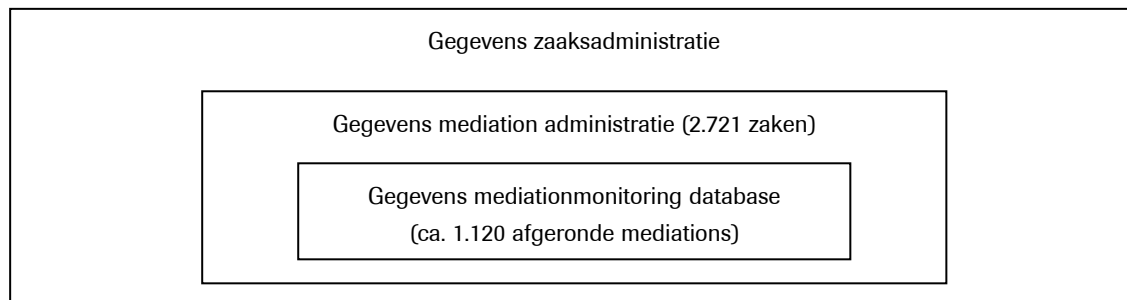 Gegevens zaaksadministratie
Gegevens mediation administratie (2.721 zaken)
Gegevens mediationmonitoring database
(ca. 1.120 afgeronde mediations)